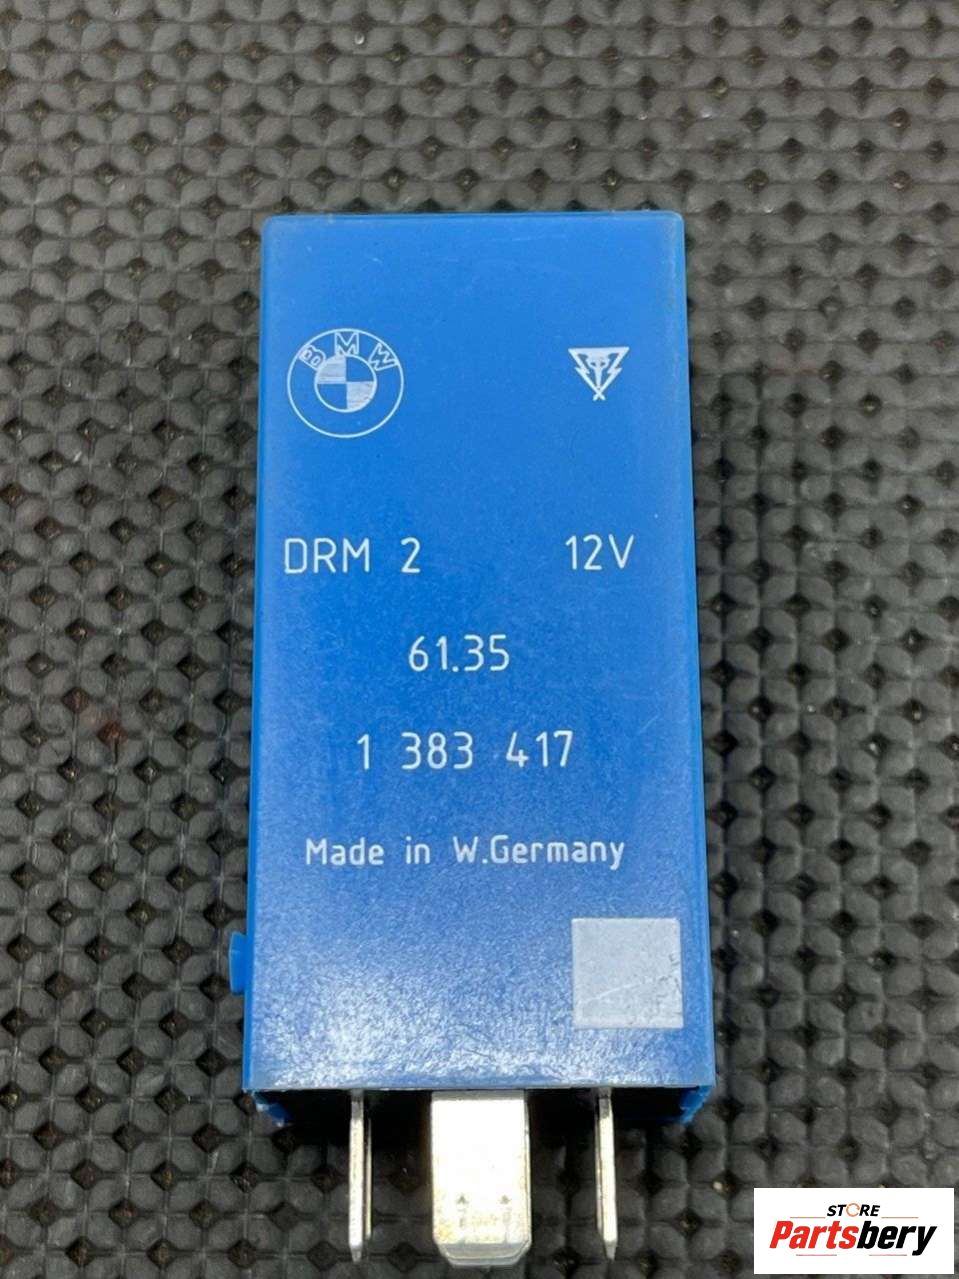 BMW
DRM 2 12V
61.35
1 383 417
Made in W.Germany
STORE
Partsbery